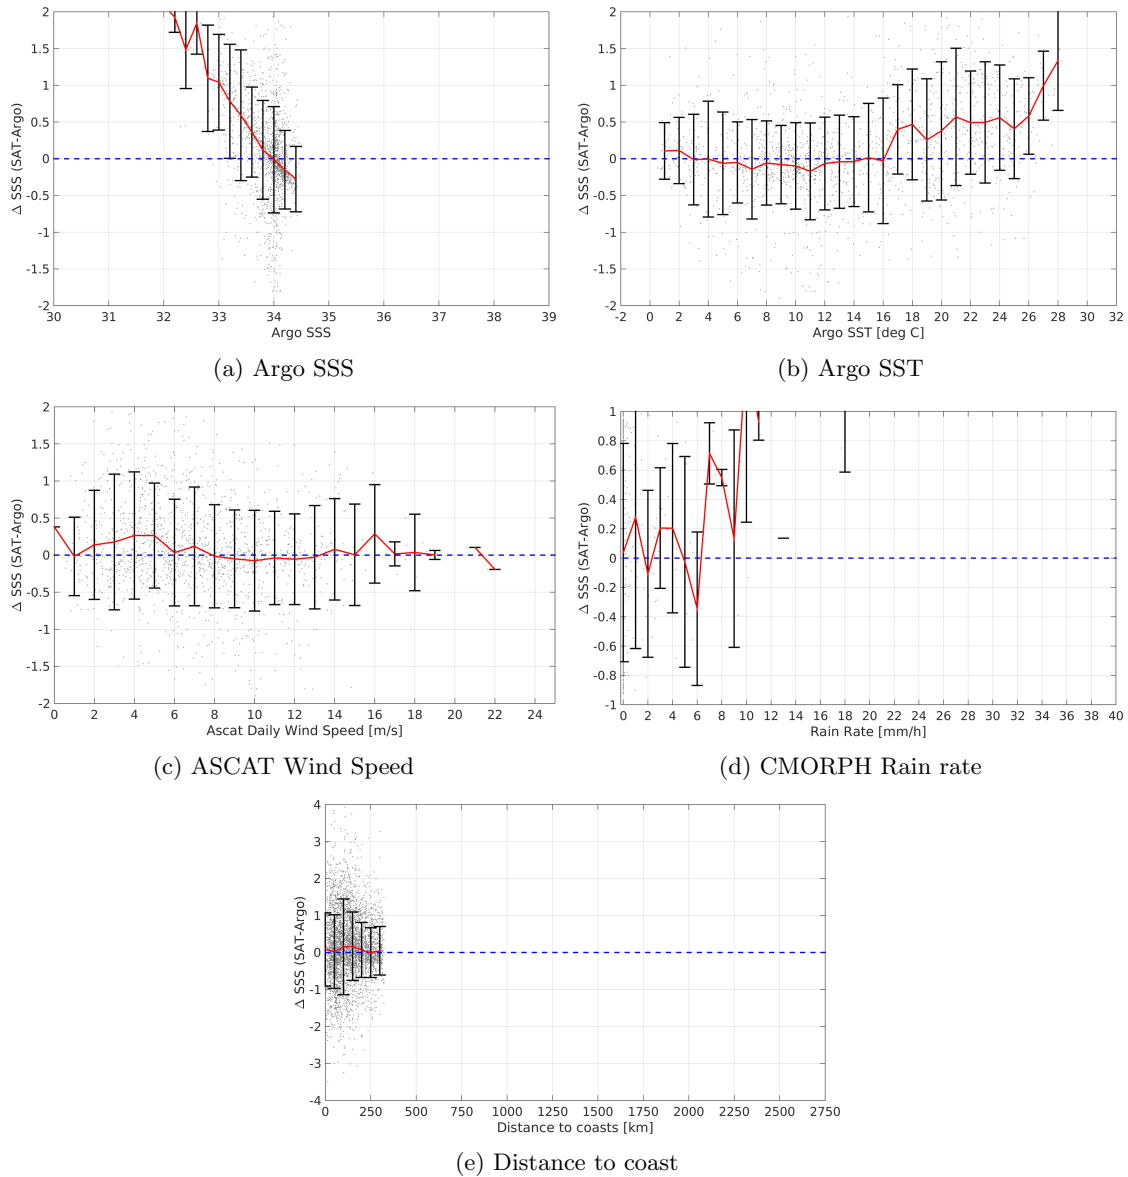 2
1.5
1
0.5
0
-0.5
-1
-1.5
-2
Δ SSS (SAT-Argo)
30 31 32 33 34 35 36 37 38 39
Argo SSS
(a) Argo SSS
2
1.5
1
0.5
0
-0.5
-1
-1.5
-2
Δ SSS (SAT-Argo)
-2 0 2 4 6 8 10 12 14 16 18 20 22 24 26 28 30 32
Argo SST [deg C]
(b) Argo SST
2
1.5
1
0.5
0
-0.5
-1
-1.5
-2
Δ SSS (SAT-Argo)
0 2 4 6 8 10 12 14 16 18 20 22 24
Ascat Daily Wind Speed [m/s]
(c) ASCAT Wind Speed
1
0.8
0.6
0.4
0.2
0
-0.2
-0.4
-0.6
-0.8
-1
Δ SSS (SAT-Argo)
0 2 4 6 8 10 12 14 16 18 20 22 24 26 28 30 32 34 36 38 40
Rain Rate [mm/h]
(d) CMORPH Rain rate
4
3
2
1
0
-1
-2
-3
-4
Δ SSS (SAT-Argo)
0 250 500 750 1000 1250 1500 1750 2000 2250 2500 2750
Distance to coasts [km]
(e) Distance to coast